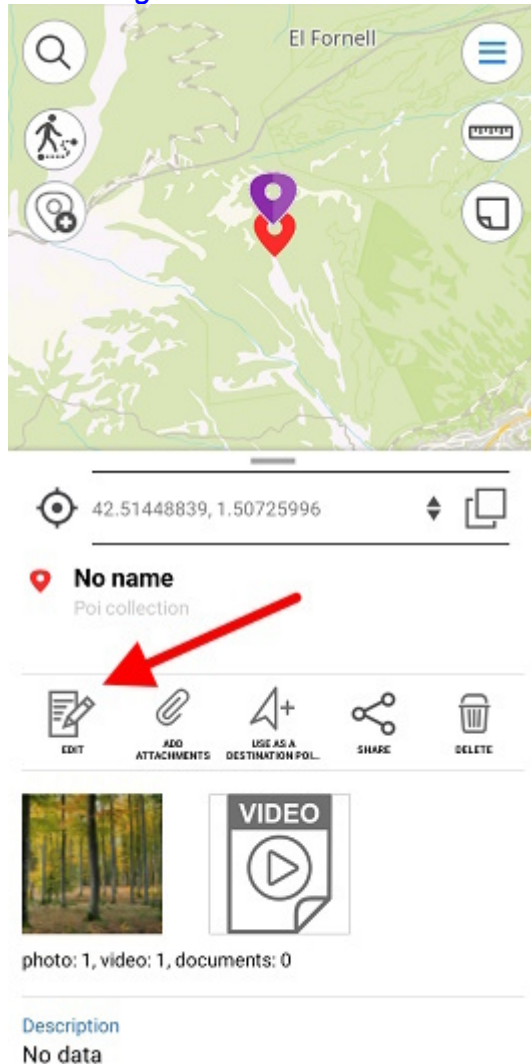 El Fornell
42.51448839, 1.50725996
No name
Poi collection
EDIT
ADD
ATTACHMENTS
USE AS A
DESTINATION POI...
SHARE
DELETE
VIDEO
photo: 1, video: 1, documents: 0
Description
No data